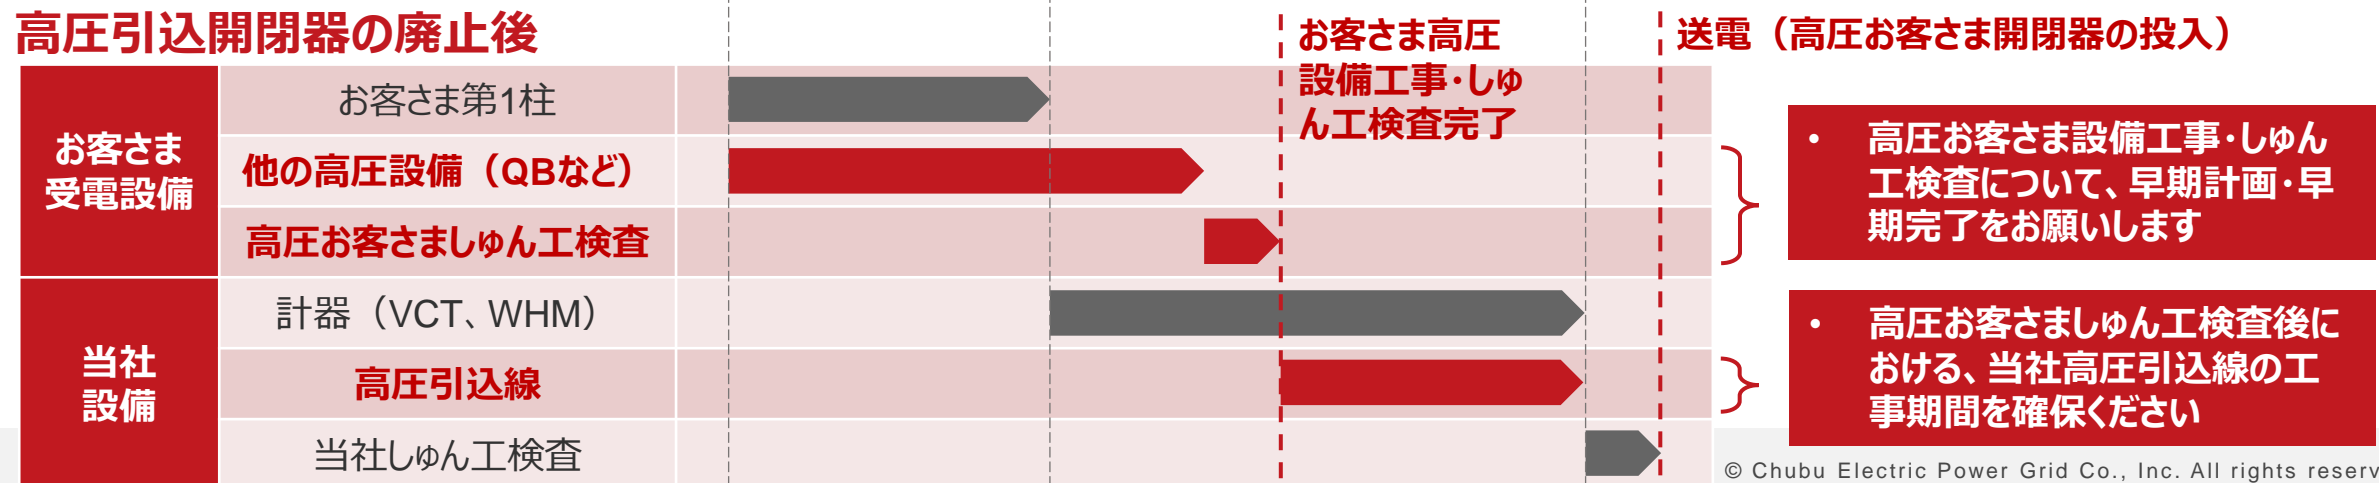 高圧引込開閉器の廃止後
お客さま高圧
設備工事・しゅ
ん工検査完了
送電（高圧お客さま開閉器の投入）
お客さま
受電設備
お客さま第1柱
他の高圧設備（QBなど）
高圧お客さましゅん工検査
当社
設備
計器（VCT、WHM）
高圧引込線
当社しゅん工検査
• 高圧お客さま設備工事・しゅん
工検査について、早期計画・早
期完了をお願いします
• 高圧お客さましゅん工検査後に
おける、当社高圧引込線の工
事期間を確保ください
© Chubu Electric Power Grid Co., Inc. All rights reserv